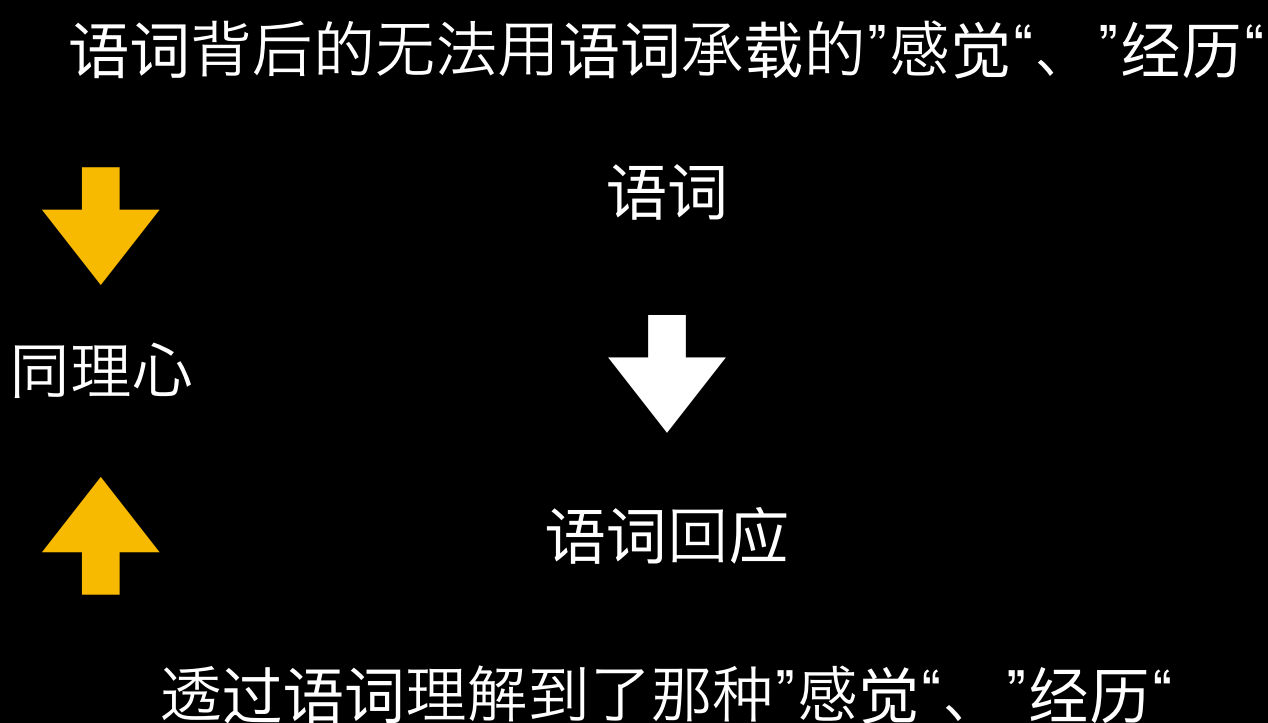 语词背后的无法用语词承载的”感觉“、 ”经历“
语词
同理心
语词回应
透过语词理解到了那种”感觉“、 ”经历“